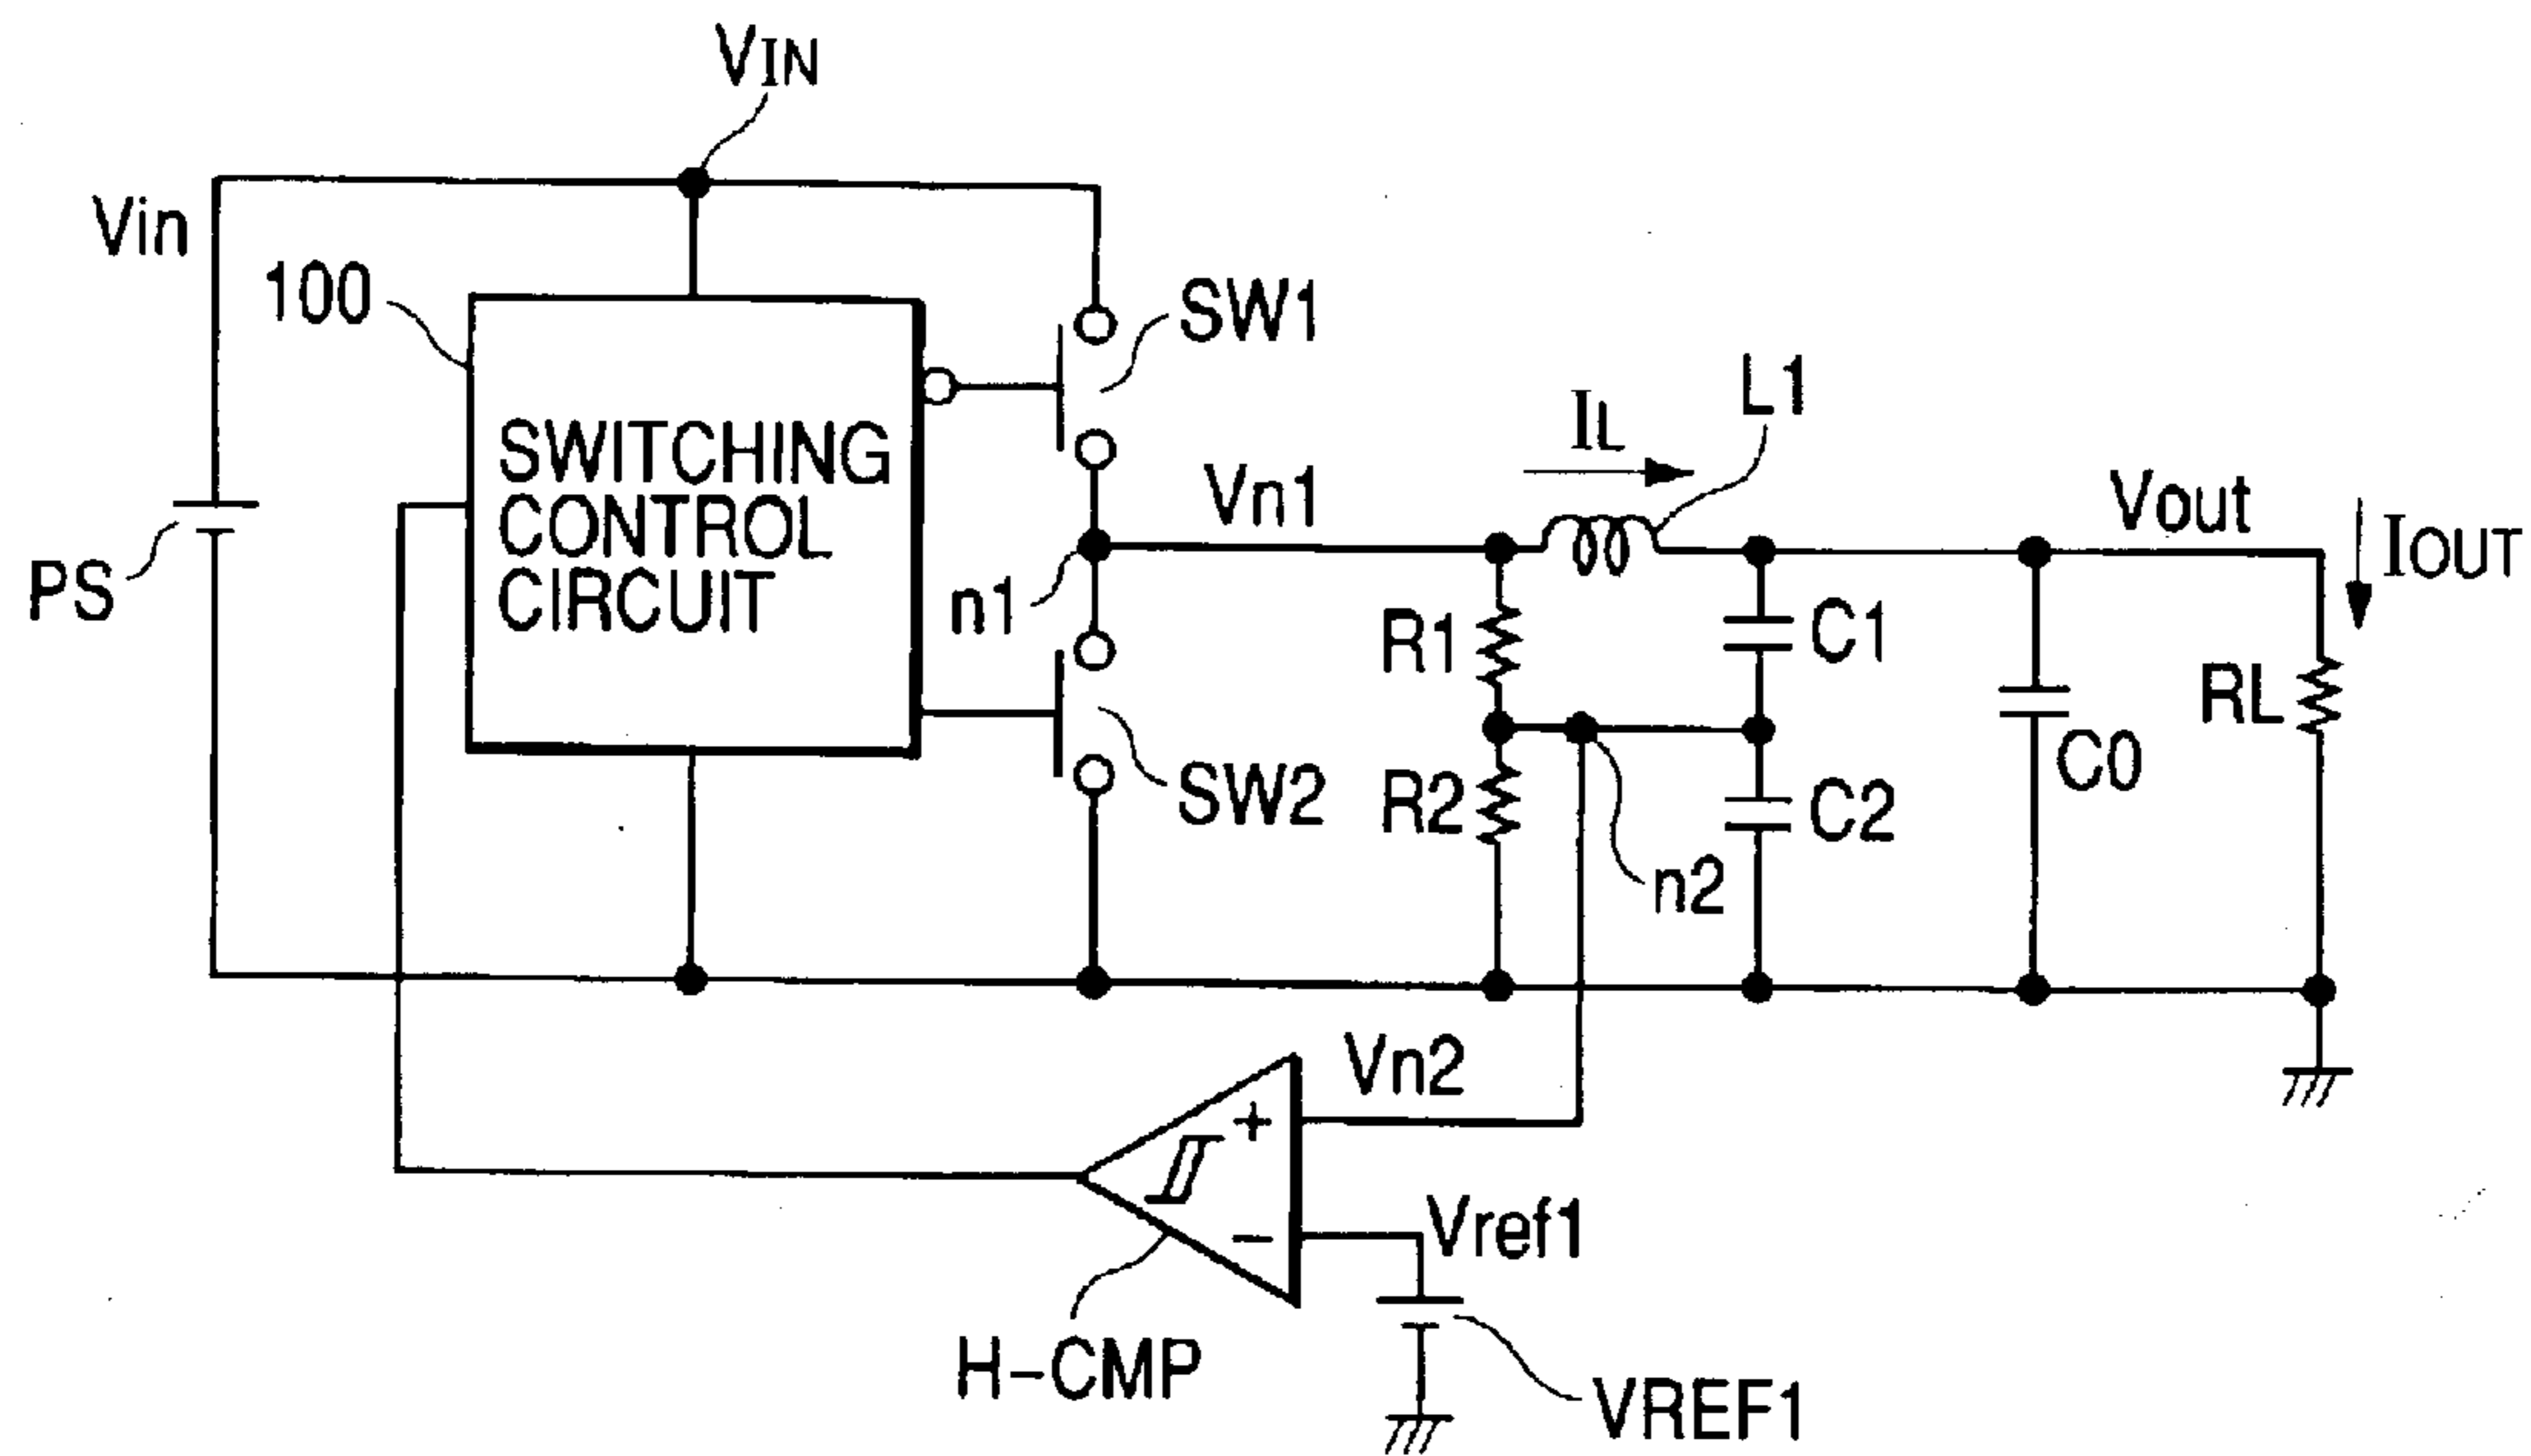 VIN
Vin
100
SW1
SWITCHING
CONTROL
CIRCUIT
PS
n1
Vn1
IL
L1
Vout
IOUT
R1
C1
RL
SW2
R2
C2
C0
n2
Vn2
+
−
Vref1
H-CMP
VREF1